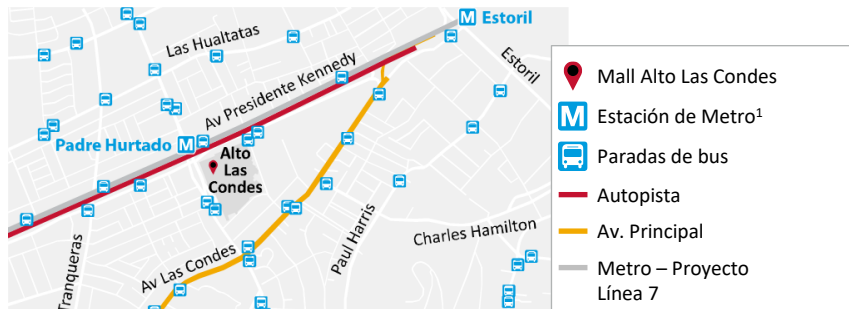 M Estoril
Las Hualtatas
Estoril
Av Presidente Kennedy
Padre Hurtado M
Alto
Las
Condes
Paul Harris
Charles Hamilton
Av Las Condes
Tranqueras
Mall Alto Las Condes
M Estación de Metro¹
Paradas de bus
Autopista
Av. Principal
Metro – Proyecto
Línea 7